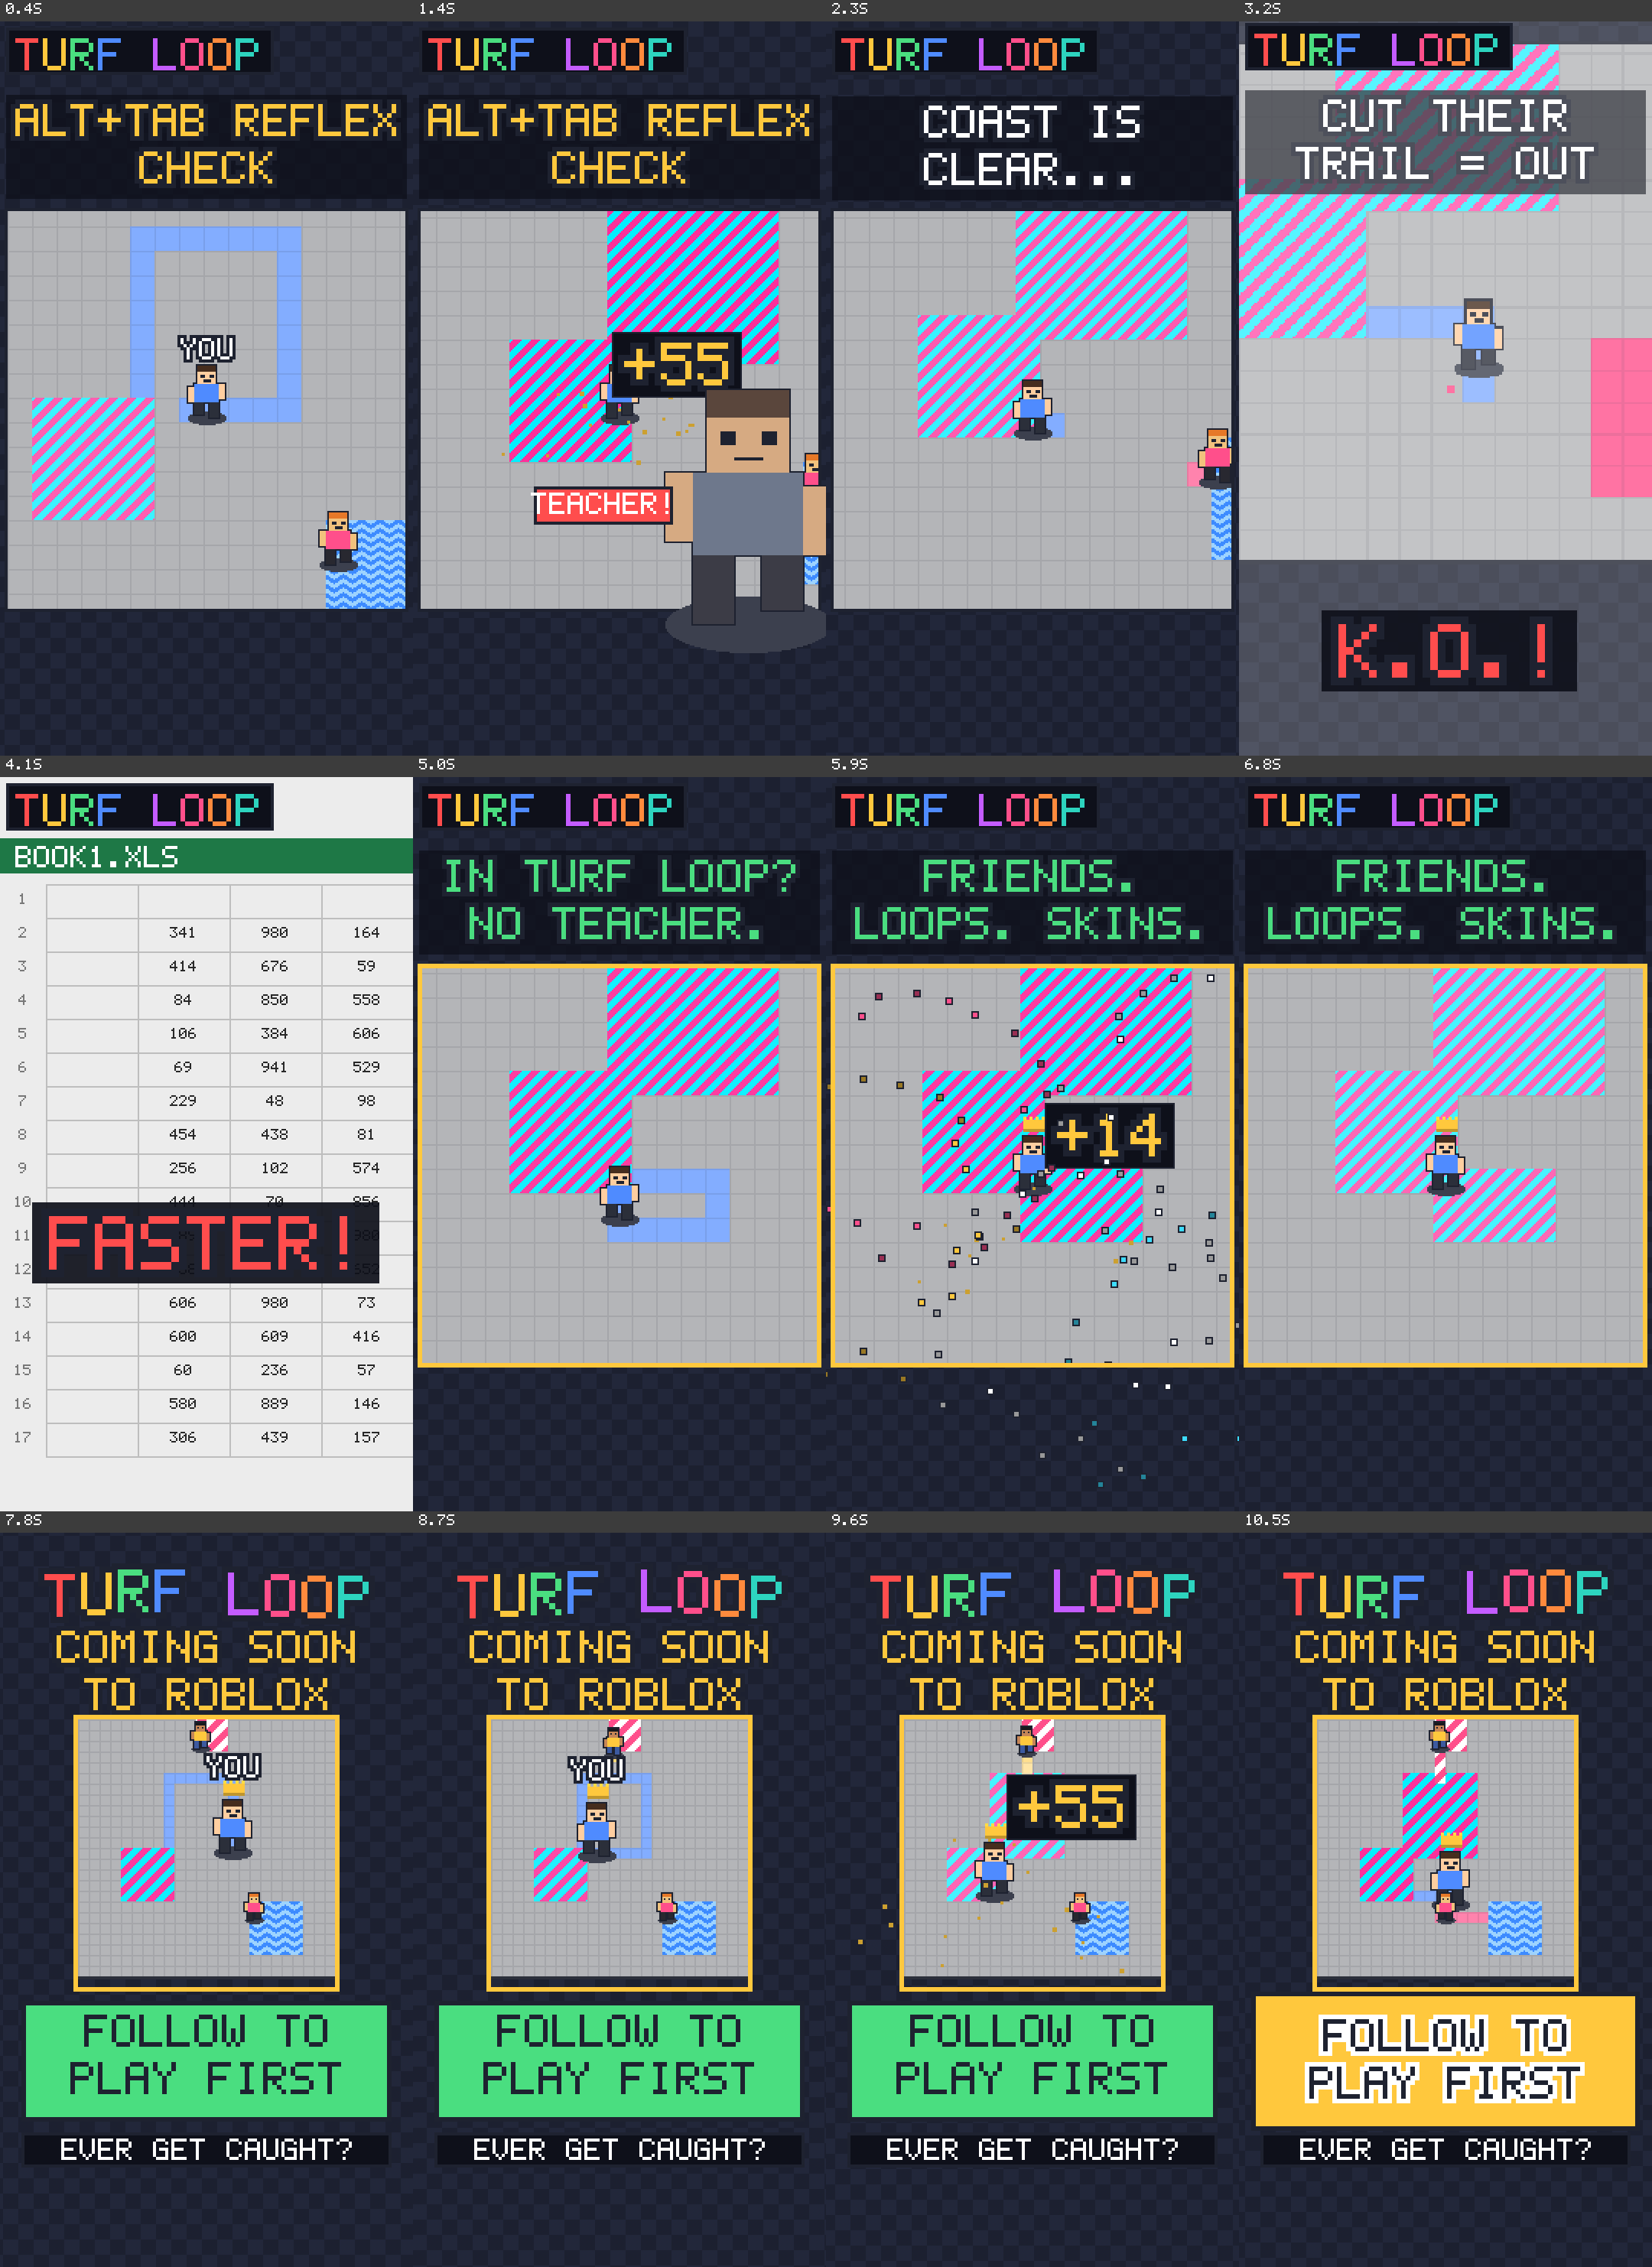 0.4S
1.4S
2.3S
3.2S
TURF LOOP
ALT+TAB REFLEX
CHECK
YOU
TURF LOOP
ALT+TAB REFLEX
CHECK
+55
TEACHER!
TURF LOOP
COAST IS
CLEAR...
TURF LOOP
CUT THEIR
TRAIL = OUT
K.O.!
4.1S
5.0S
5.9S
6.8S
TURF LOOP
BOOK1.XLS
1
2 341 980 164
3 414 676 59
4 84 850 558
5 106 384 606
6 69 941 529
7 229 48 98
8 454 438 81
9 256 102 574
10 444 70 856
11
FASTER!
12
13 606 980 73
14 600 609 416
15 60 236 57
16 580 889 146
17 306 439 157
TURF LOOP
IN TURF LOOP?
NO TEACHER.
TURF LOOP
FRIENDS.
LOOPS. SKINS.
+14
TURF LOOP
FRIENDS.
LOOPS. SKINS.
7.8S
8.7S
9.6S
10.5S
TURF LOOP
COMING SOON
TO ROBLOX
YOU
FOLLOW TO
PLAY FIRST
EVER GET CAUGHT?
TURF LOOP
COMING SOON
TO ROBLOX
YOU
FOLLOW TO
PLAY FIRST
EVER GET CAUGHT?
TURF LOOP
COMING SOON
TO ROBLOX
+55
FOLLOW TO
PLAY FIRST
EVER GET CAUGHT?
TURF LOOP
COMING SOON
TO ROBLOX
FOLLOW TO
PLAY FIRST
EVER GET CAUGHT?